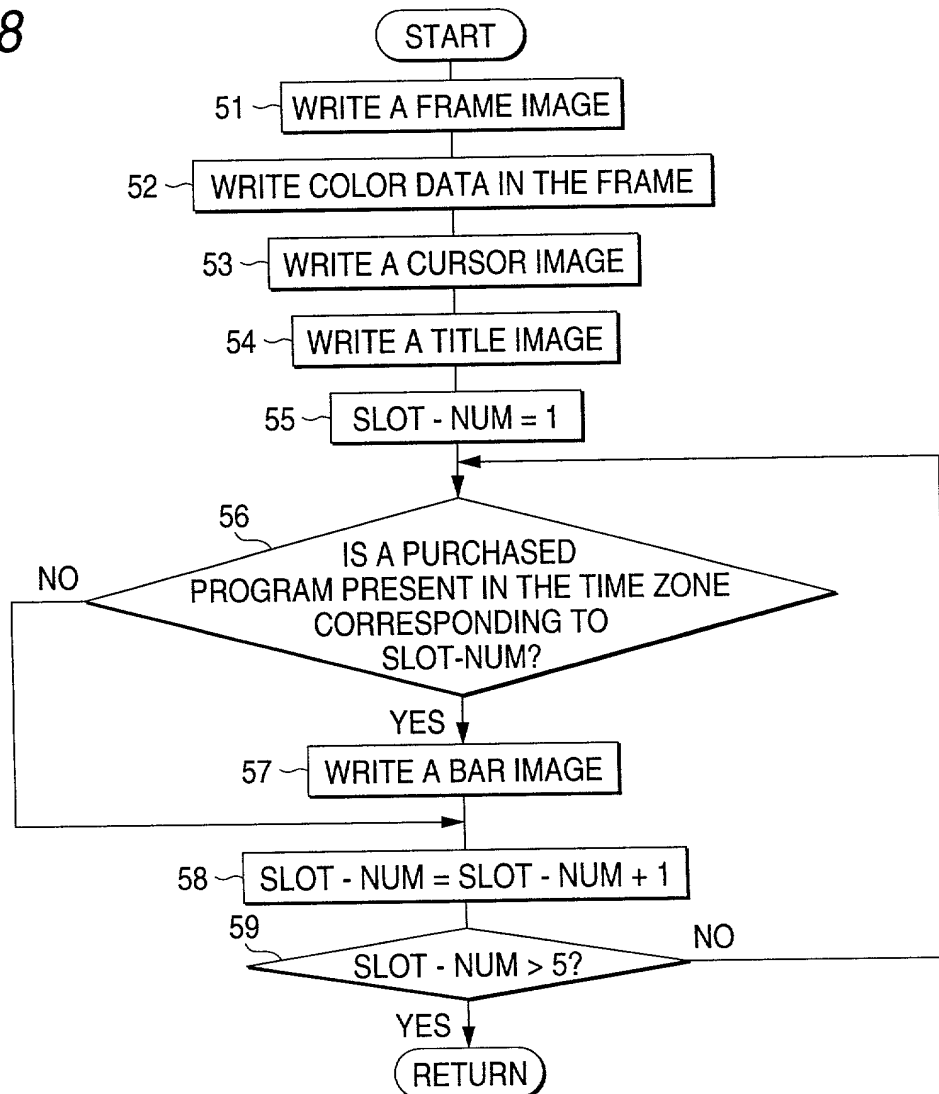 8
START
51 WRITE A FRAME IMAGE
52 WRITE COLOR DATA IN THE FRAME
53 WRITE A CURSOR IMAGE
54 WRITE A TITLE IMAGE
55 SLOT - NUM = 1
56
IS A PURCHASED
NO PROGRAM PRESENT IN THE TIME ZONE
CORRESPONDING TO
SLOT-NUM?
YES
57 WRITE A BAR IMAGE
58 SLOT - NUM = SLOT - NUM + 1
59
SLOT - NUM > 5? NO
YES
RETURN